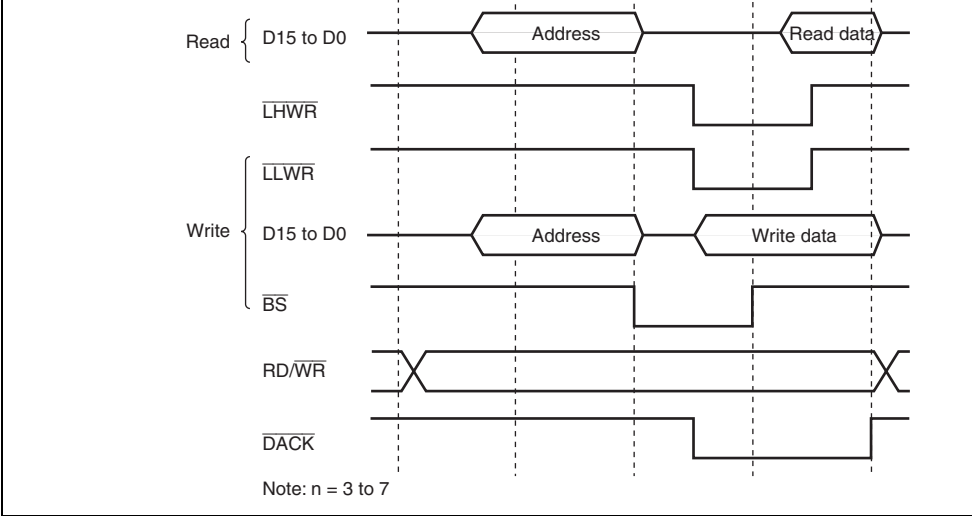 Read D15 to D0 Address Read data
LHWR
LLWR
Write D15 to D0 Address Write data
BS
RD/WR
DACK
Note: n = 3 to 7